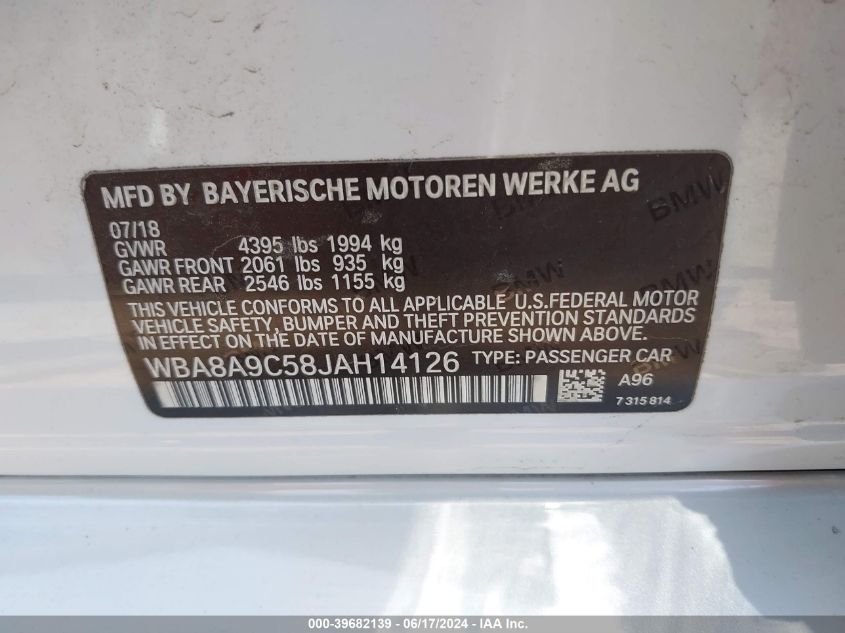 MFD BY BAYERISCHE MOTOREN WERKE AG
07/18
GVWR 4395 lbs 1994 kg
GAWR FRONT 2061 lbs 935 kg
GAWR REAR 2546 lbs 1155 kg
THIS VEHICLE CONFORMS TO ALL APPLICABLE U.S.FEDERAL MOTOR
VEHICLE SAFETY, BUMPER AND THEFT PREVENTION STANDARDS
IN EFFECT ON THE DATE OF MANUFACTURE SHOWN ABOVE.
WBA8A9C58JAH14126 TYPE: PASSENGER CAR
A96
7315814
BMW
BMW
000-39682139 - 06/17/2024 - IAA Inc.